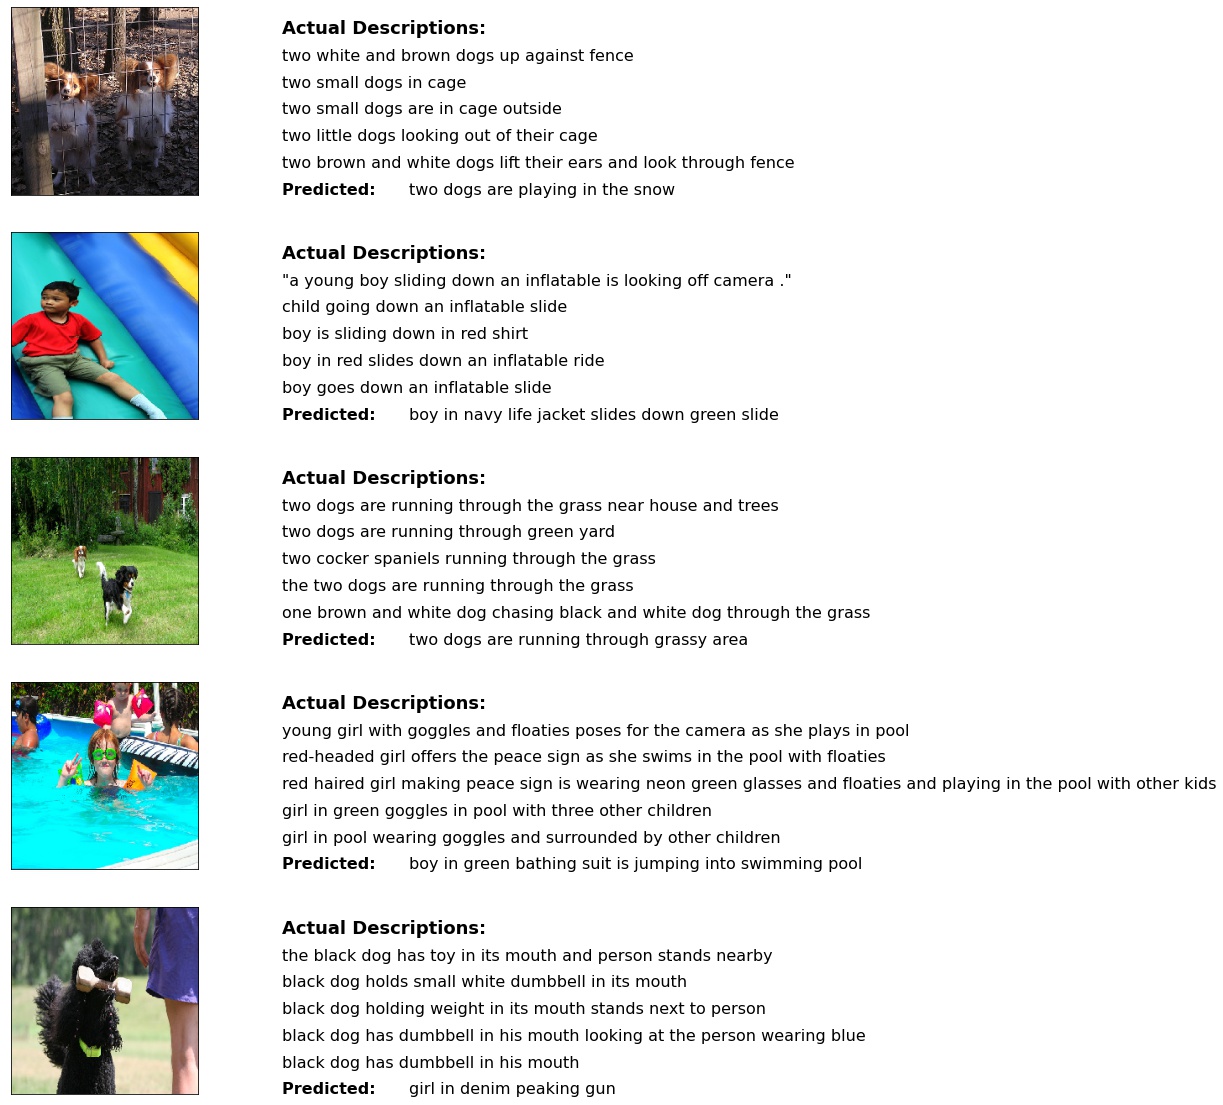 Actual Descriptions:
two white and brown dogs up against fence
two small dogs in cage
two small dogs are in cage outside
two little dogs looking out of their cage
two brown and white dogs lift their ears and look through fence
Predicted: two dogs are playing in the snow
Actual Descriptions:
"a young boy sliding down an inflatable is looking off camera ."
child going down an inflatable slide
boy is sliding down in red shirt
boy in red slides down an inflatable ride
boy goes down an inflatable slide
Predicted: boy in navy life jacket slides down green slide
Actual Descriptions:
two dogs are running through the grass near house and trees
two dogs are running through green yard
two cocker spaniels running through the grass
the two dogs are running through the grass
one brown and white dog chasing black and white dog through the grass
Predicted: two dogs are running through grassy area
Actual Descriptions:
young girl with goggles and floaties poses for the camera as she plays in pool
red-headed girl offers the peace sign as she swims in the pool with floaties
red haired girl making peace sign is wearing neon green glasses and floaties and playing in the pool with other kids
girl in green goggles in pool with three other children
girl in pool wearing goggles and surrounded by other children
Predicted: boy in green bathing suit is jumping into swimming pool
Actual Descriptions:
the black dog has toy in its mouth and person stands nearby
black dog holds small white dumbbell in its mouth
black dog holding weight in its mouth stands next to person
black dog has dumbbell in his mouth looking at the person wearing blue
black dog has dumbbell in his mouth
Predicted: girl in denim peaking gun